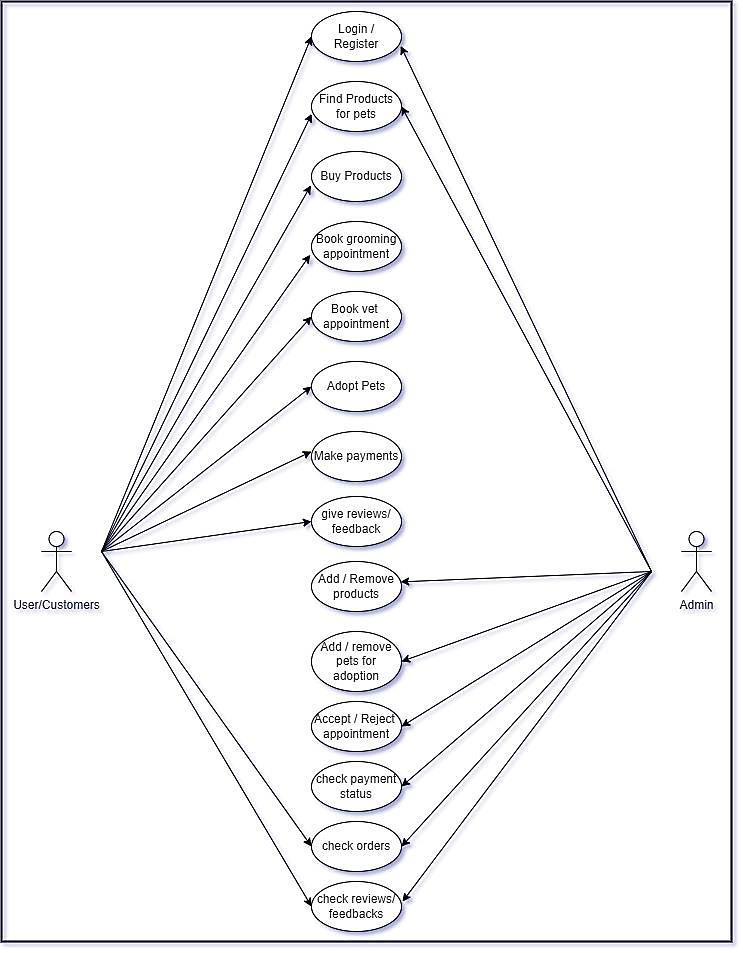 Login /
Register
Find Products
for pets
Buy Products
Book grooming
appointment
Book vet
appointment
Adopt Pets
Make payments
give reviews/
feedback
User/Customers
Add / Remove
products
Admin
Add / remove
pets for
adoption
Accept / Reject
appointment
check payment
status
check orders
check reviews/
feedbacks